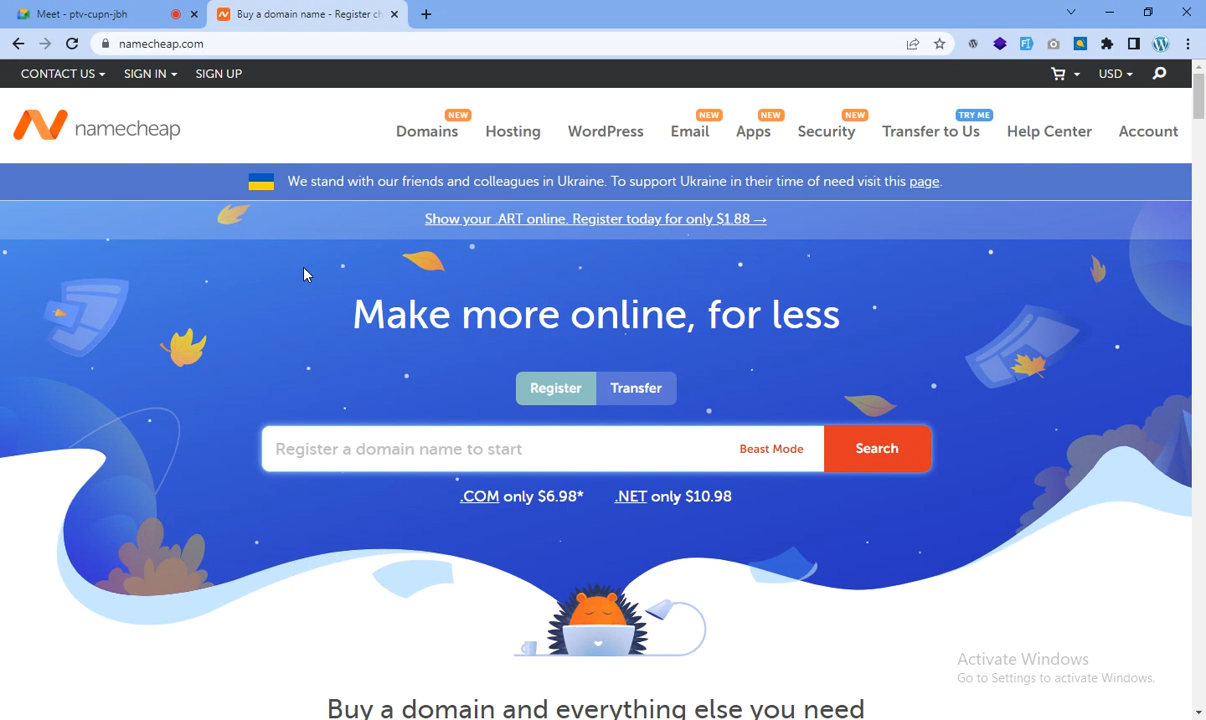 Meet - ptv-cupn-jbh
Buy a domain name - Register ch
namecheap.com
CONTACT US SIGN IN SIGN UP USD
namecheap
NEW NEW NEW NEW TRY ME
Domains Hosting WordPress Email Apps Security Transfer to Us Help Center Account
We stand with our friends and colleagues in Ukraine. To support Ukraine in their time of need visit this page.
Show your .ART online. Register today for only $1.88 →
Make more online, for less
Register Transfer
Register a domain name to start Beast Mode Search
.COM only $6.98* .NET only $10.98
Activate Windows
Go to Settings to activate Windows.
Buy a domain and everything else you need